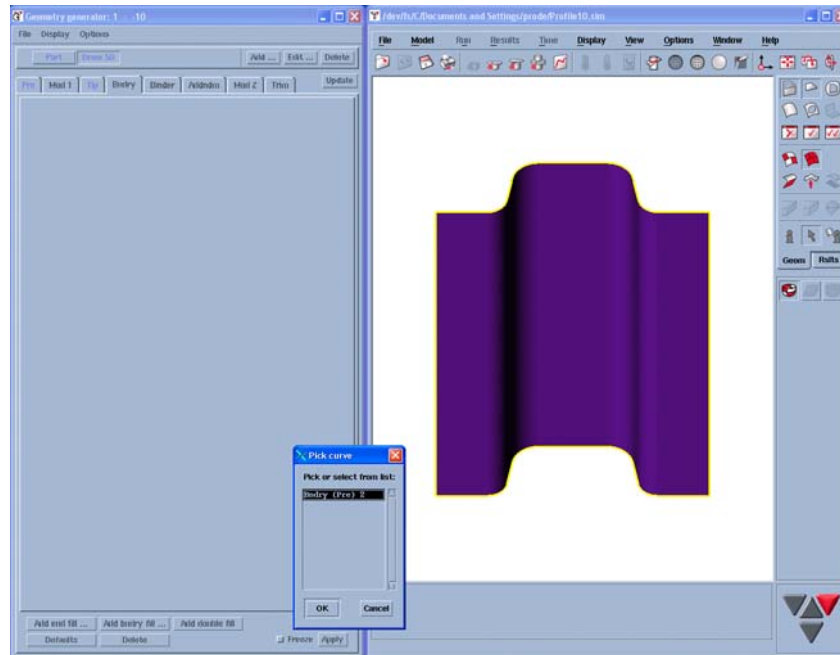 Geometry generator: 1 - -10
File Display Options
Part Draw SD Add ... Edit ... Delete
Pre Mod 1 Tip Bndry Binder Addndm Mod 2 Trim Update
Add end fill ... Add bndry fill ... Add double fill
Defaults Delete Freeze Apply
/dev/fs/C/Documents and Settings/prode/Profile10.sim
File Model Run Results Time Display View Options Window Help
Geom Rslts
Pick curve
Pick or select from list:
Bndry (Pre) 2
OK Cancel